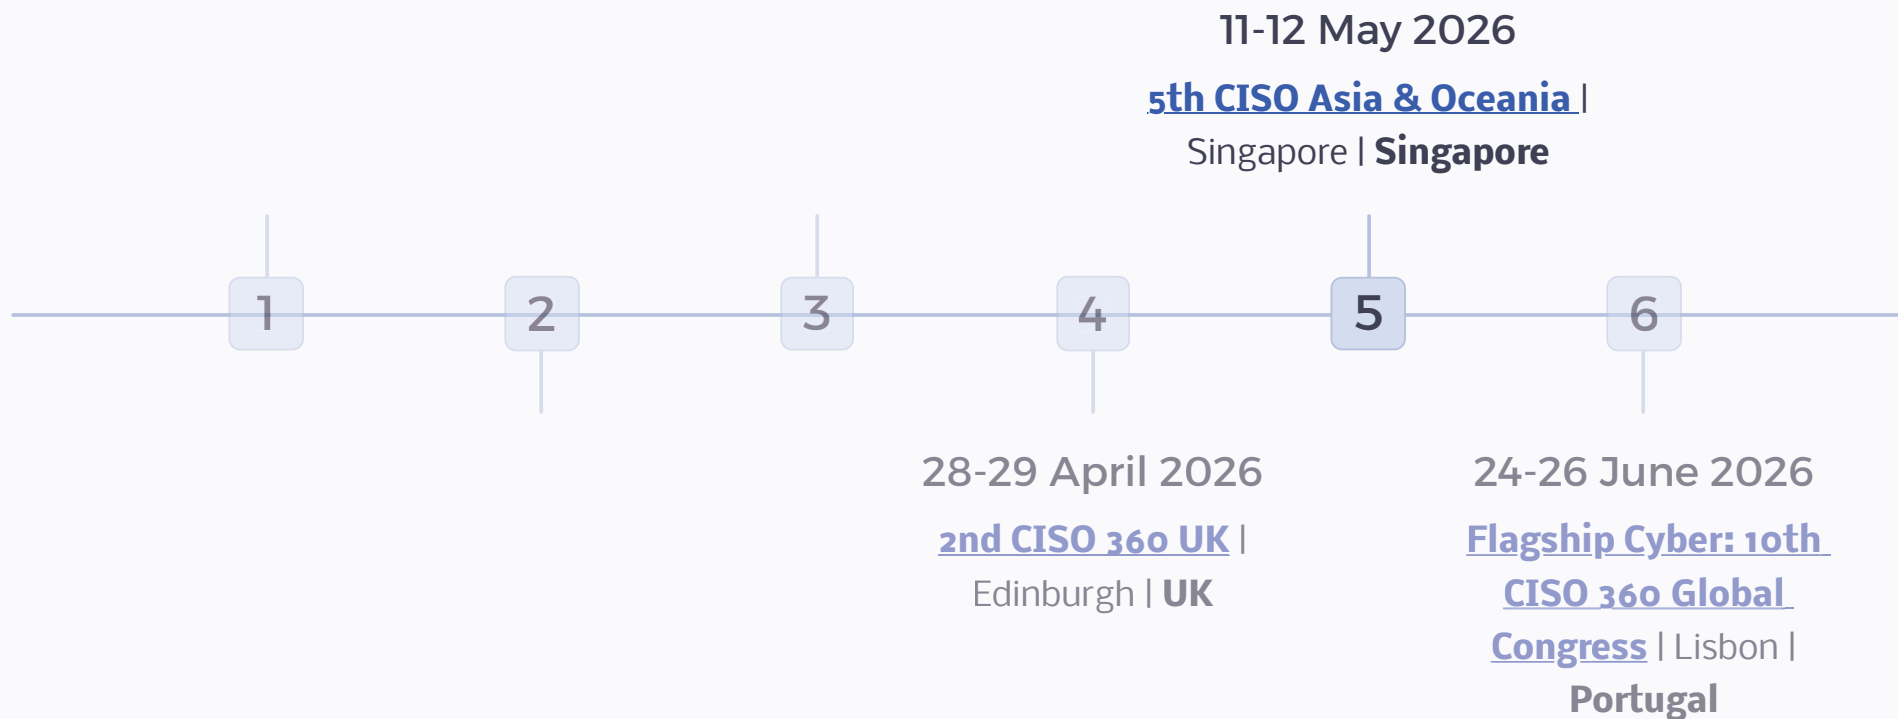 11-12 May 2026
5th CISO Asia & Oceania |
Singapore | Singapore
1
2
3
4
5
6
28-29 April 2026
2nd CISO 360 UK |
Edinburgh | UK
24-26 June 2026
Flagship Cyber: 10th
CISO 360 Global
Congress | Lisbon |
Portugal